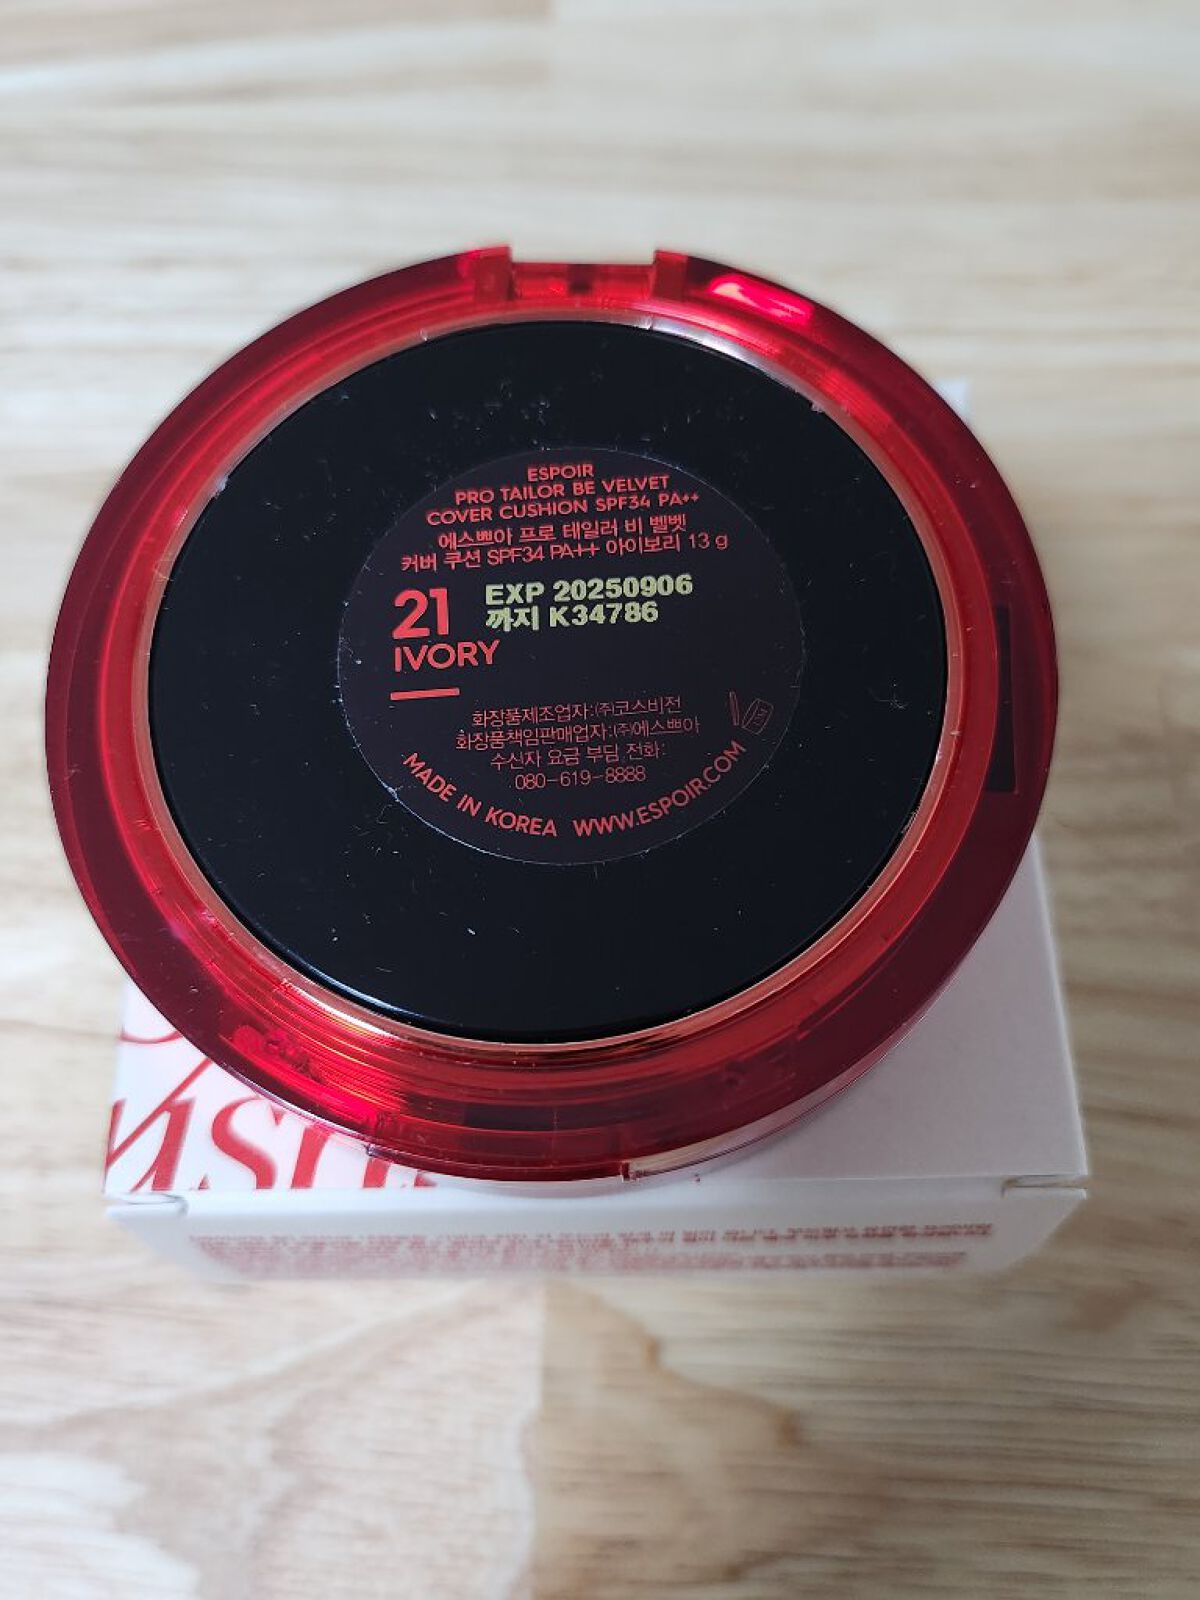 ESPOIR
PRO TAILOR BE VELVET
COVER CUSHION SPF34 PA++
에스쁘아 프로 테일러 비 벨벳
커버 쿠션 SPF34 PA++ 아이보리 13 g
21
IVORY
EXP 20250906
까지 K34786
화장품제조업자:(주)코스비전
화장품책임판매업자:(주)에스쁘아
수신자 요금 부담 전화:
080-619-8888
MADE IN KOREA WWW.ESPOIR.COM